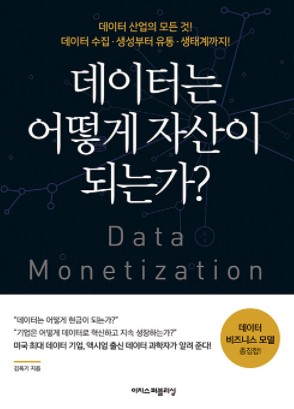 데이터 산업의 모든 것!
데이터 수집·생성부터 유통·생태계까지!
데이터는
어떻게 자산이
되는가?
Data
Monetization
“데이터는 어떻게 현금이 되는가?”
“기업은 어떻게 데이터로 혁신하고 지속 성장하는가?”
미국 최대 데이터 기업, 액시엄 출신 데이터 과학자가 알려 준다!
김옥기 지음
데이터
비즈니스 모델
총집합!
이지스 퍼블리싱